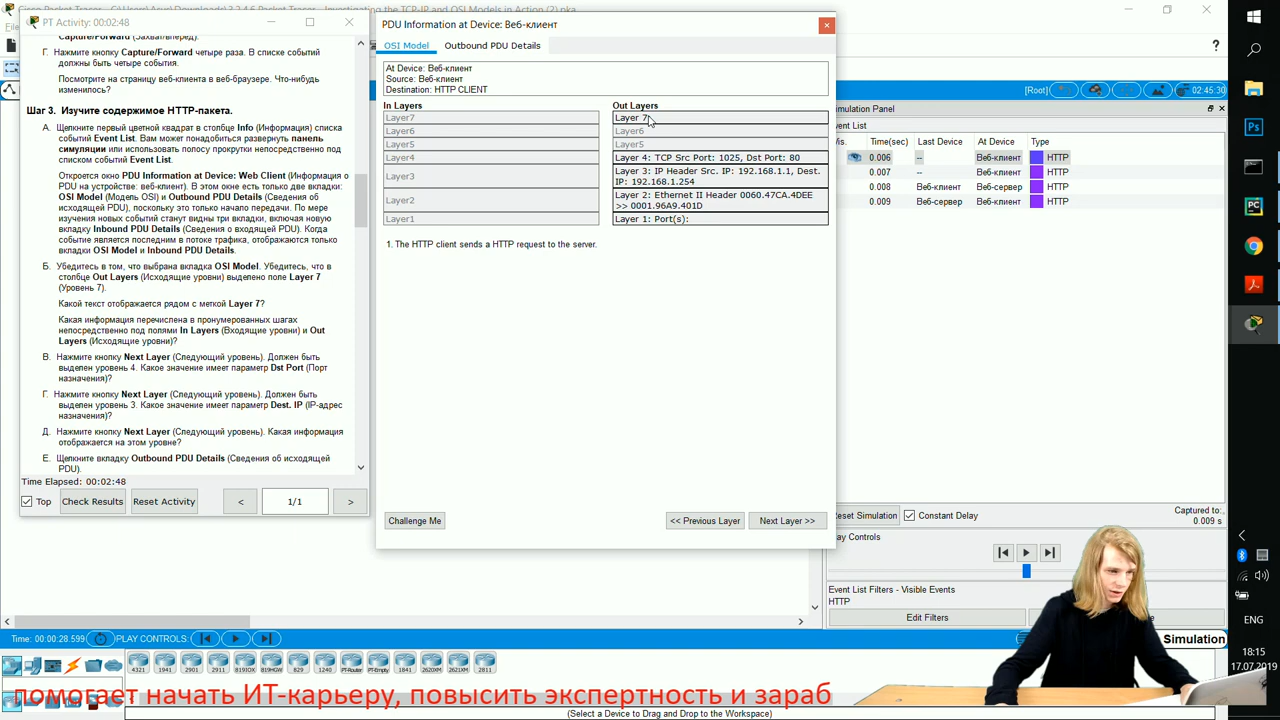 PT Activity: 00:02:48
Capture/Forward (Захват/вперед).
Г. Нажмите кнопку Capture/Forward четыре раза. В списке событий
должны быть четыре события.
Посмотрите на страницу веб-клиента в веб-браузере. Что-нибудь
изменилось?
Шаг 3. Изучите содержимое HTTP-пакета.
А. Щелкните первый цветной квадрат в столбце Info (Информация) списка
событий Event List. Вам может понадобиться развернуть панель
симуляции или использовать полосу прокрутки непосредственно под
списком событий Event List.
Откроется окно PDU Information at Device: Web Client (Информация о
PDU на устройстве: веб-клиент). В этом окне есть только две вкладки:
OSI Model (Модель OSI) и Outbound PDU Details (Сведения об
исходящей PDU), поскольку это только начало передачи. По мере
изучения новых событий станут видны три вкладки, включая новую
вкладку Inbound PDU Details (Сведения о входящей PDU). Когда
событие является последним в потоке трафика, отображаются только
вкладки OSI Model и Inbound PDU Details.
Б. Убедитесь в том, что выбрана вкладка OSI Model. Убедитесь, что в
столбце Out Layers (Исходящие уровни) выделено поле Layer 7
(Уровень 7).
Какой текст отображается рядом с меткой Layer 7?
Какая информация перечислена в пронумерованных шагах
непосредственно под полями In Layers (Входящие уровни) и Out
Layers (Исходящие уровни)?
В. Нажмите кнопку Next Layer (Следующий уровень). Должен быть
выделен уровень 4. Какое значение имеет параметр Dst Port (Порт
назначения)?
Г. Нажмите кнопку Next Layer (Следующий уровень). Должен быть
выделен уровень 3. Какое значение имеет параметр Dest. IP (IP-адрес
назначения)?
Д. Нажмите кнопку Next Layer (Следующий уровень). Какая информация
отображается на этом уровне?
Е. Щелкните вкладку Outbound PDU Details (Сведения об исходящей
PDU).
Time Elapsed: 00:02:48
Top Check Results Reset Activity < 1/1 >
PDU Information at Device: Веб-клиент
OSI Model Outbound PDU Details
At Device: Веб-клиент
Source: Веб-клиент
Destination: HTTP CLIENT
In Layers Out Layers
Layer7 Layer 7:
Layer6 Layer6
Layer5 Layer5
Layer4 Layer 4: TCP Src Port: 1025, Dst Port: 80
Layer3 Layer 3: IP Header Src. IP: 192.168.1.1, Dest.
IP: 192.168.1.254
Layer2 Layer 2: Ethernet II Header 0060.47CA.4DEE
>> 0001.96A9.401D
Layer1 Layer 1: Port(s):
1. The HTTP client sends a HTTP request to the server.
Challenge Me << Previous Layer Next Layer >>
[Root] 02:45:30
Simulation Panel
Event List
Vis. Time(sec) Last Device At Device Type
0.006 -- Веб-клиент HTTP
0.007 -- Веб-клиент HTTP
0.008 Веб-клиент Веб-сервер HTTP
0.009 Веб-сервер Веб-клиент HTTP
Reset Simulation Constant Delay Captured to:
0.009 s
Play Controls
Event List Filters - Visible Events
HTTP
Edit Filters
Time: 00:00:28.599 PLAY CONTROLS:
Simulation
4321 1941 2901 2911 819IOX 819HGW 829 1240 PT-Router PT-Empty 1841 2620XM 2621XM 2811
помогает начать ИТ-карьеру, повысить экспертность и зараб
(Select a Device to Drag and Drop to the Workspace)
ENG
18:15
17.07.2019